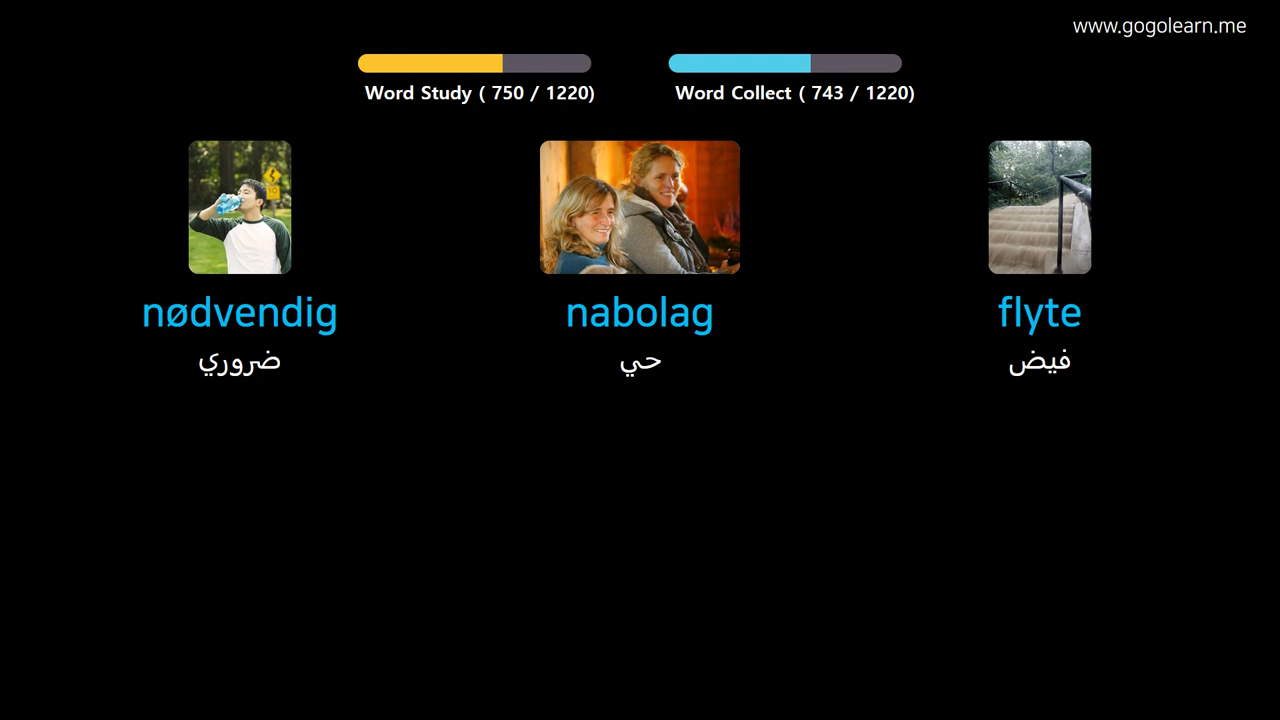 www.gogolearn.me
Word Study ( 750 / 1220)
Word Collect ( 743 / 1220)
nødvendig
nabolag
flyte
ضروري
حي
فيض